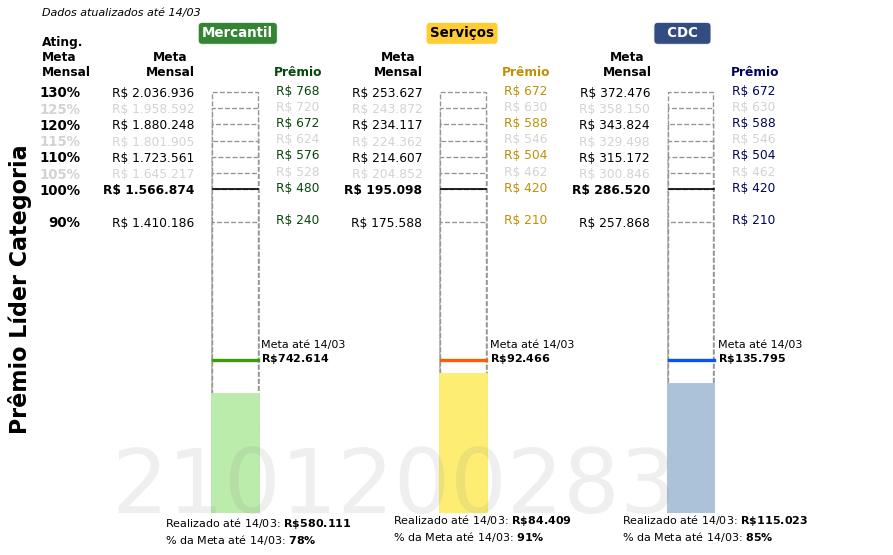 Dados atualizados até 14/03
Mercantil Serviços CDC
Ating.
Meta Meta Meta Meta
Mensal Mensal Prêmio Mensal Prêmio Mensal Prêmio
130% R$ 2.036.936 R$ 768 R$ 253.627 R$ 672 R$ 372.476 R$ 672
125% R$ 1.958.592 R$ 720 R$ 243.872 R$ 630 R$ 358.150 R$ 630
120% R$ 1.880.248 R$ 672 R$ 234.117 R$ 588 R$ 343.824 R$ 588
115% R$ 1.801.905 R$ 624 R$ 224.362 R$ 546 R$ 329.498 R$ 546
110% R$ 1.723.561 R$ 576 R$ 214.607 R$ 504 R$ 315.172 R$ 504
105% R$ 1.645.217 R$ 528 R$ 204.852 R$ 462 R$ 300.846 R$ 462
100% R$ 1.566.874 R$ 480 R$ 195.098 R$ 420 R$ 286.520 R$ 420
90% R$ 1.410.186 R$ 240 R$ 175.588 R$ 210 R$ 257.868 R$ 210
Prêmio Líder Categoria
Meta até 14/03 Meta até 14/03 Meta até 14/03
R$742.614 R$92.466 R$135.795
2101200283
Realizado até 14/03: R$580.111 Realizado até 14/03: R$84.409 Realizado até 14/03: R$115.023
% da Meta até 14/03: 78% % da Meta até 14/03: 91% % da Meta até 14/03: 85%